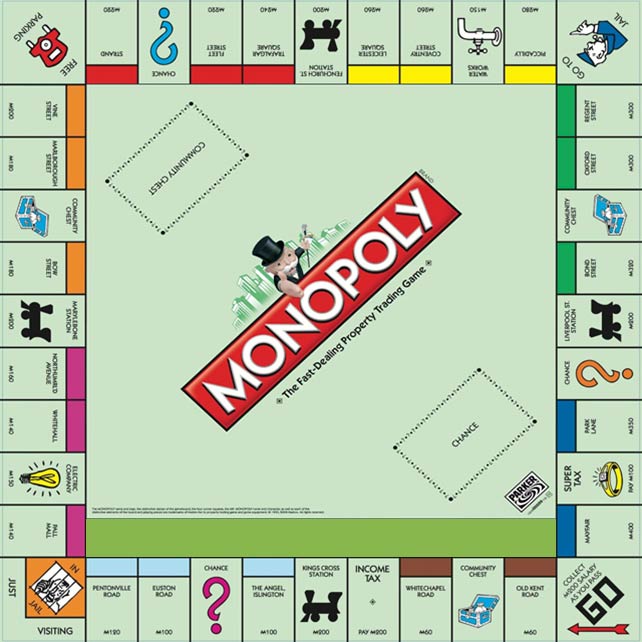 FREE
PARKING
STRAND
M220
CHANCE
FLEET
STREET
M220
TRAFALGAR
SQUARE
M240
FENCHURCH ST
STATION
M200
LEICESTER
SQUARE
M260
COVENTRY
STREET
M260
WATER
WORKS
M150
PICCADILLY
M280
GO TO
JAIL
VINE
STREET
M200
MARLBOROUGH
STREET
M180
COMMUNITY
CHEST
BOW
STREET
M180
MARYLEBONE
STATION
M200
NORTHUMBL'D
AVENUE
M160
WHITEHALL
M140
ELECTRIC
COMPANY
M150
PALL
MALL
M140
COMMUNITY CHEST
BRAND
MONOPOLY
The Fast-Dealing Property Trading Game
CHANCE
PARKER
REGENT
STREET
M300
OXFORD
STREET
M300
COMMUNITY
CHEST
BOND
STREET
M320
LIVERPOOL ST.
STATION
M200
CHANCE
PARK
LANE
M350
SUPER
TAX
PAY M100
MAYFAIR
M400
JUST
IN
JAIL
VISITING
PENTONVILLE
ROAD
M120
EUSTON
ROAD
M100
CHANCE
THE ANGEL,
ISLINGTON
M100
KINGS CROSS
STATION
M200
INCOME
TAX
PAY M200
WHITECHAPEL
ROAD
M60
COMMUNITY
CHEST
OLD KENT
ROAD
M60
COLLECT
M200 SALARY
AS YOU PASS
GO